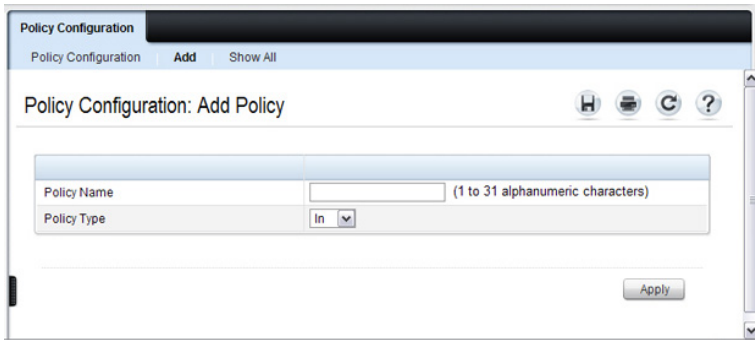 Policy Configuration
Policy Configuration Add Show All
Policy Configuration: Add Policy
Policy Name (1 to 31 alphanumeric characters)
Policy Type In
Apply